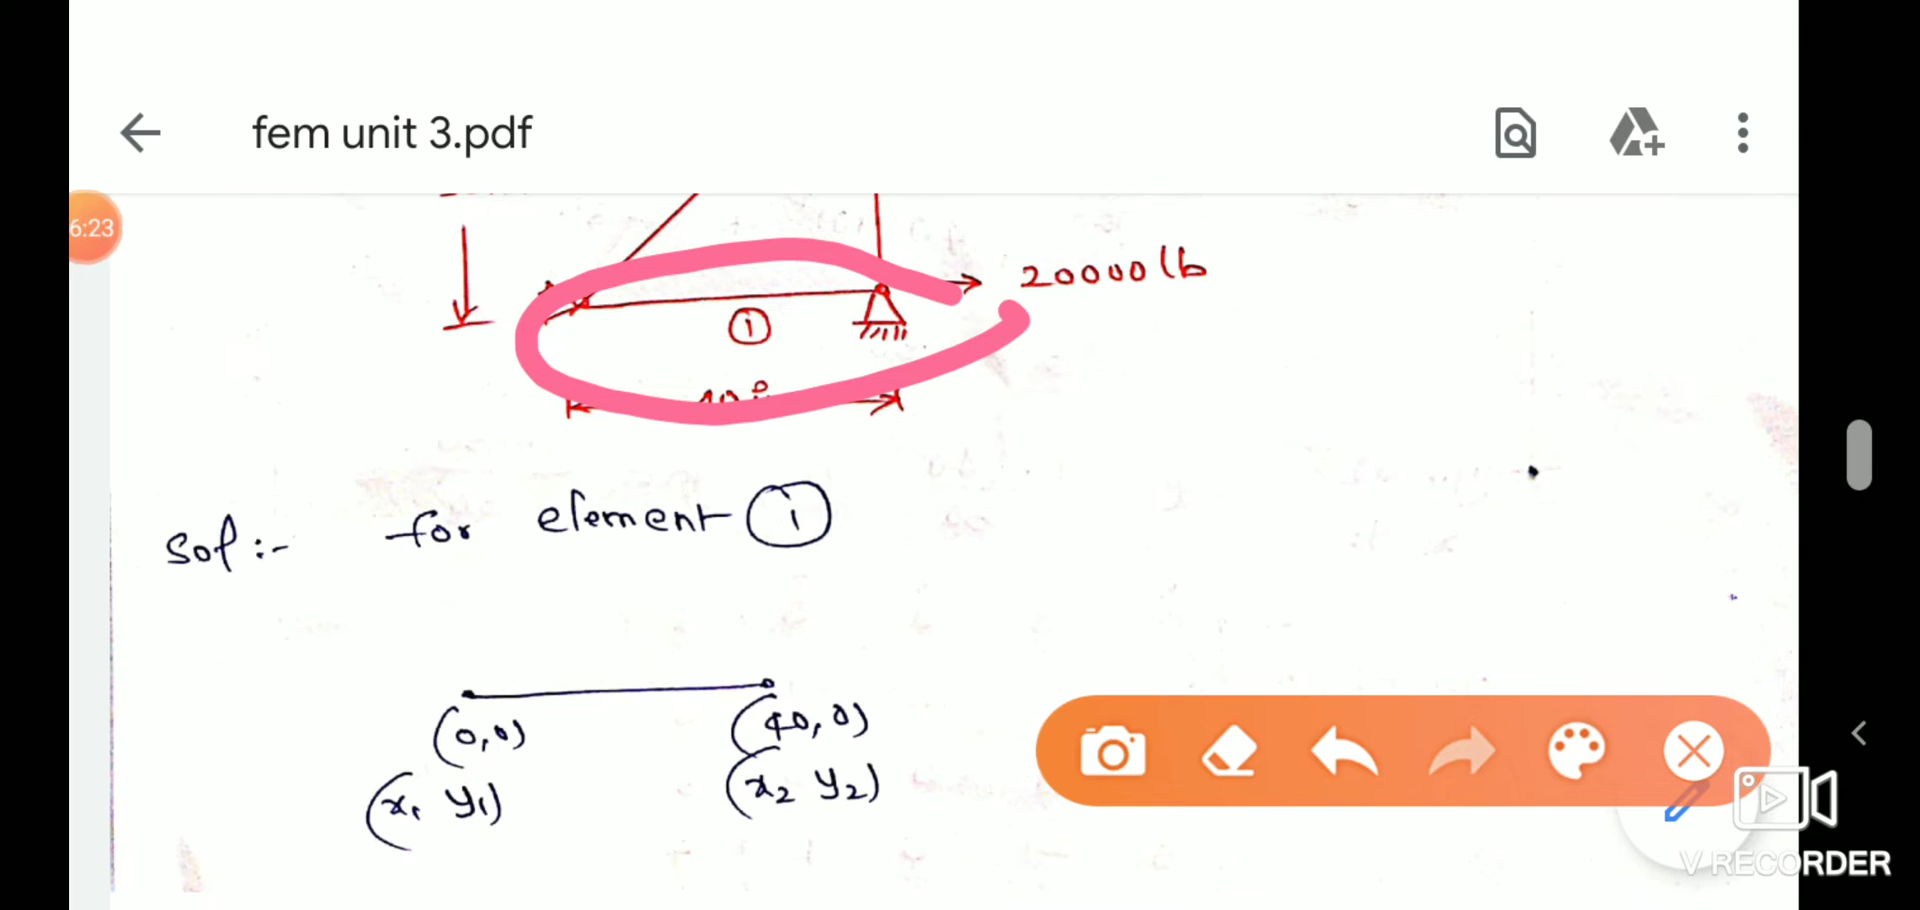 fem unit 3.pdf
6:23
20000 lb
1
Sol:- for element 1
(0,0) (40,0)
(x1 y1) (x2 y2)
V RECORDER